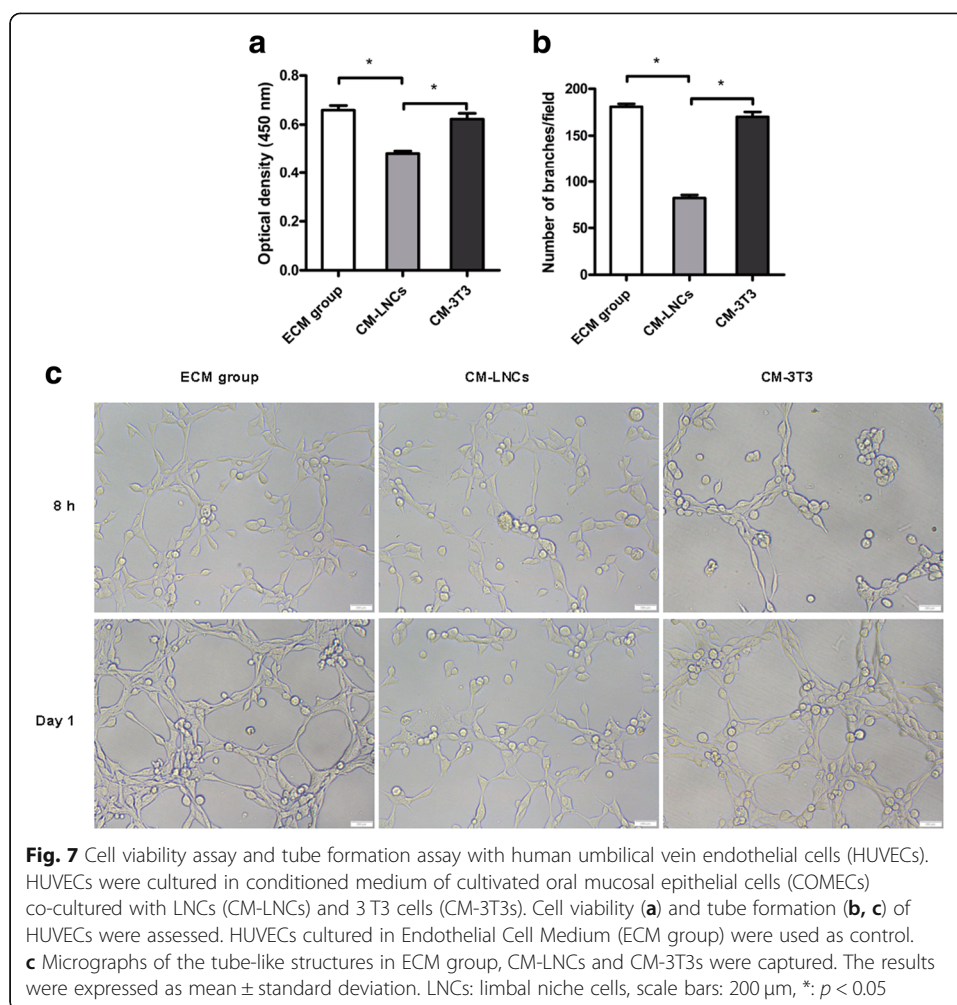 a
b
*
*
*
*
0.8
0.6
0.4
0.2
0.0
Optical density (450 nm)
ECM group
CM-LNCs
CM-3T3
200
150
100
50
0
Number of branches/field
ECM group
CM-LNCs
CM-3T3
c
ECM group
CM-LNCs
CM-3T3
8 h
Day 1
Fig. 7 Cell viability assay and tube formation assay with human umbilical vein endothelial cells (HUVECs).
HUVECs were cultured in conditioned medium of cultivated oral mucosal epithelial cells (COMECs)
co-cultured with LNCs (CM-LNCs) and 3 T3 cells (CM-3T3s). Cell viability (a) and tube formation (b, c) of
HUVECs were assessed. HUVECs cultured in Endothelial Cell Medium (ECM group) were used as control.
c Micrographs of the tube-like structures in ECM group, CM-LNCs and CM-3T3s were captured. The results
were expressed as mean ± standard deviation. LNCs: limbal niche cells, scale bars: 200 μm, *: p < 0.05